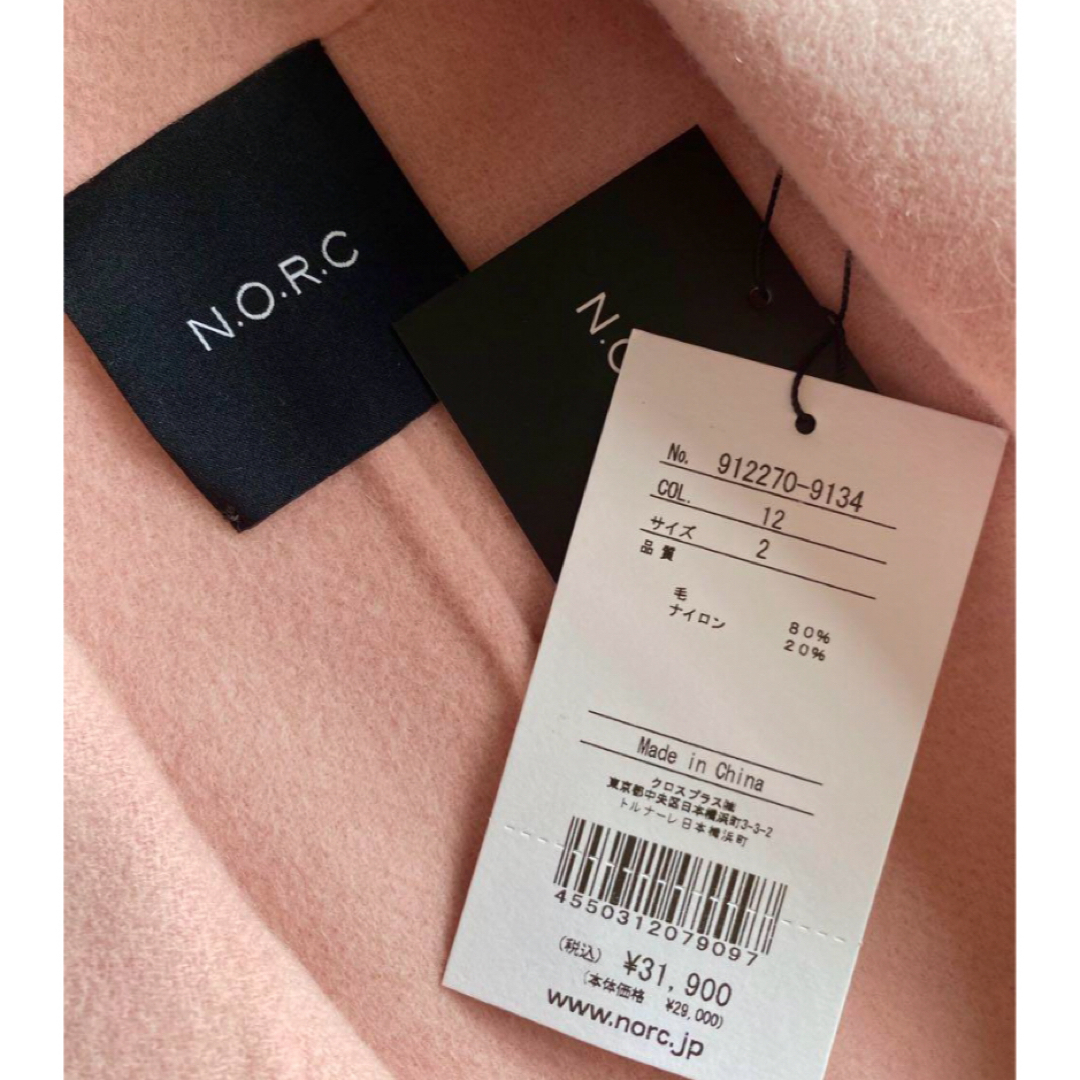 N.O.R.C
N.O
No. 912270-9134
COL. 12
サイズ 2
品質
毛 80%
ナイロン 20%
Made in China
クロスプラス㈱
東京都中央区日本橋浜町3-3-2
トルナーレ日本橋浜町
4550312079097
(税込) ¥31,900
(本体価格 ¥29,000)
www.norc.jp